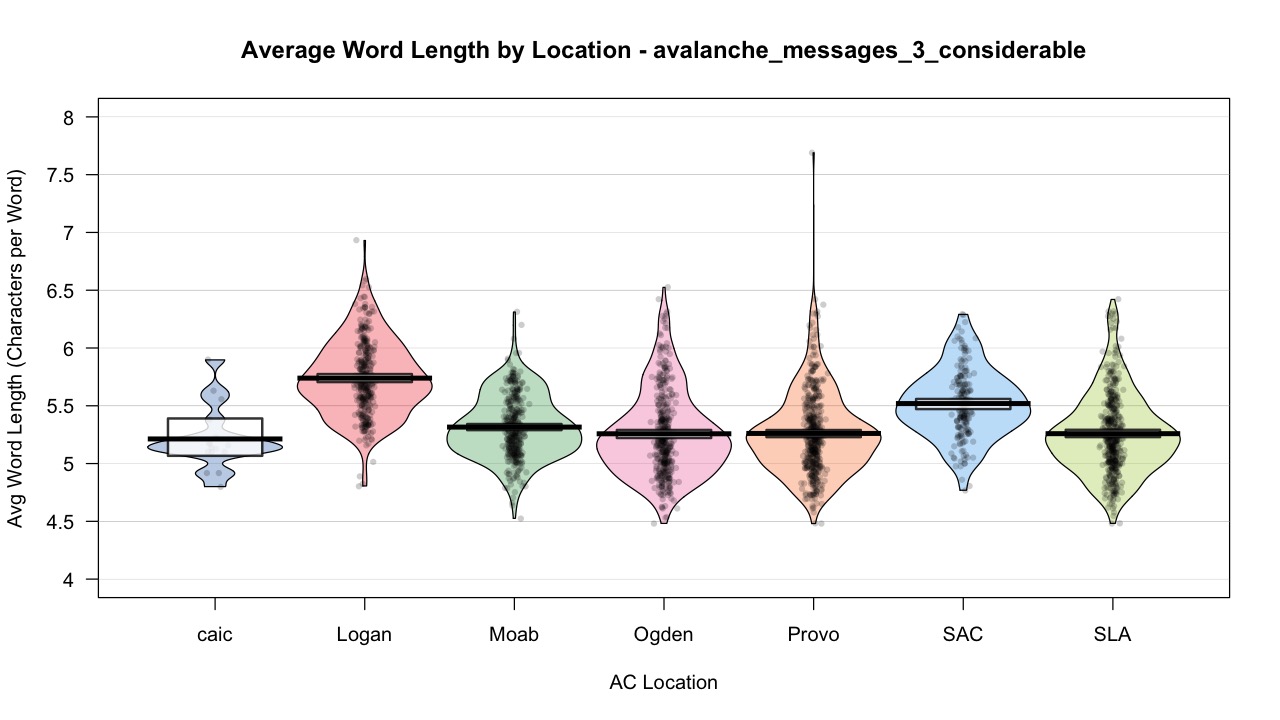 Average Word Length by Location - avalanche_messages_3_considerable
Avg Word Length (Characters per Word)
8
7.5
7
6.5
6
5.5
5
4.5
4
caic Logan Moab Ogden Provo SAC SLA
AC Location